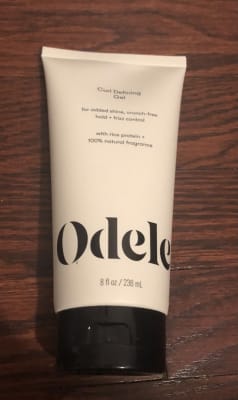 Curl Defining
Gel
for added shine, crunch-free
hold + frizz control
with rice protein +
100% natural fragrance
Odele
8 fl oz / 236 mL